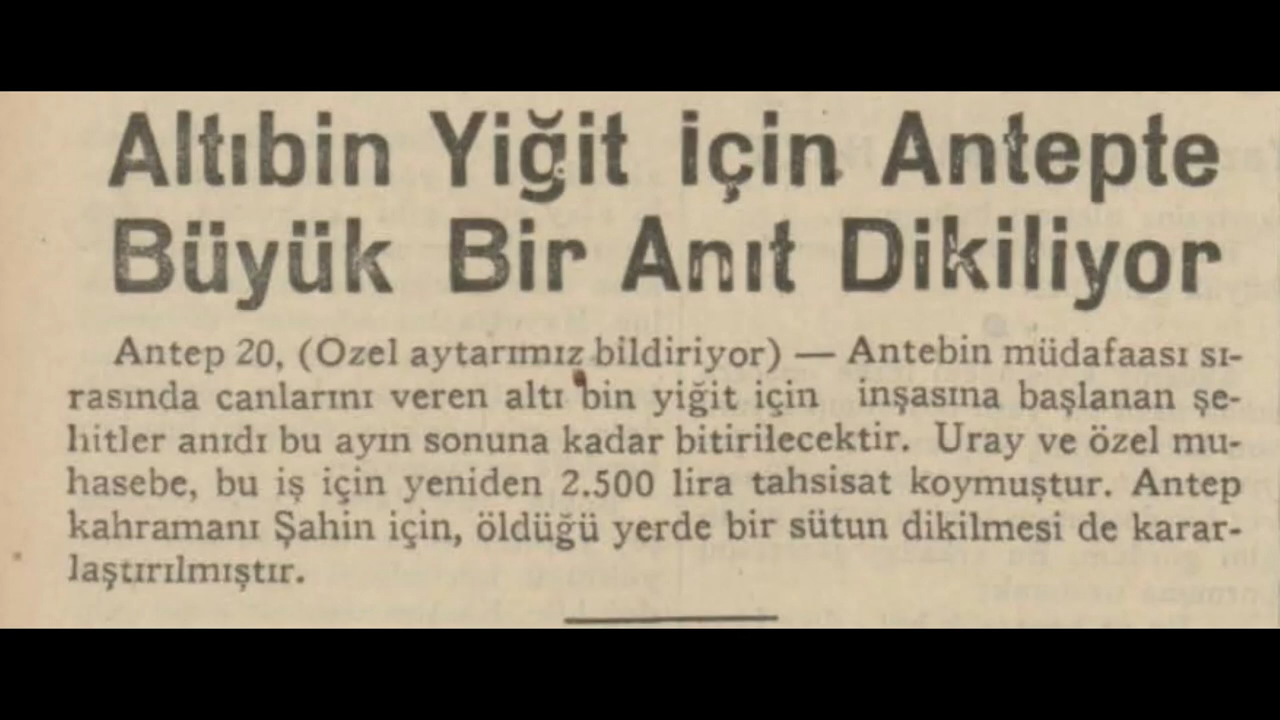 Altıbin Yiğit için Antepte
Büyük Bir Anıt Dikiliyor
Antep 20, (Ozel aytarımız bildiriyor) — Antebin müdafaası sı-
rasında canlarını veren altı bin yiğit için inşasına başlanan şe-
hitler anıdı bu ayın sonuna kadar bitirilecektir. Uray ve özel mu-
hasebe, bu iş için yeniden 2.500 lira tahsisat koymuştur. Antep
kahramanı Şahin için, öldüğü yerde bir sütun dikilmesi de karar-
laştırılmıştır.